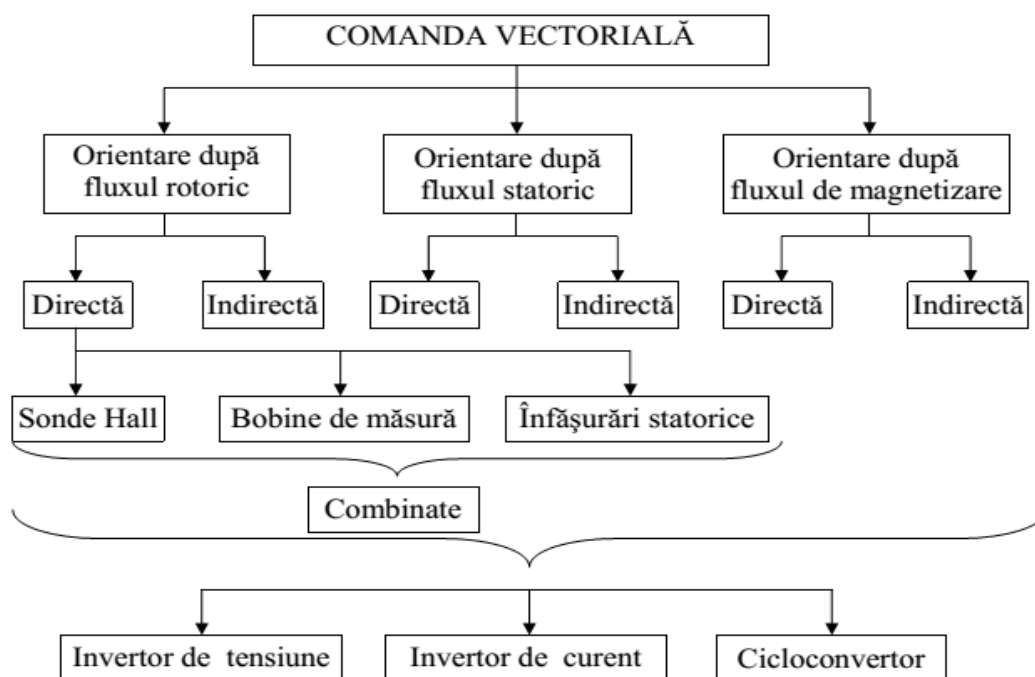 COMANDA VECTORIALĂ
Orientare după
fluxul rotoric
Orientare după
fluxul statoric
Orientare după
fluxul de magnetizare
Directă
Indirectă
Directă
Indirectă
Directă
Indirectă
Sonde Hall
Bobine de măsură
Înfăşurări statorice
Combinate
Invertor de tensiune
Invertor de curent
Cicloconvertor